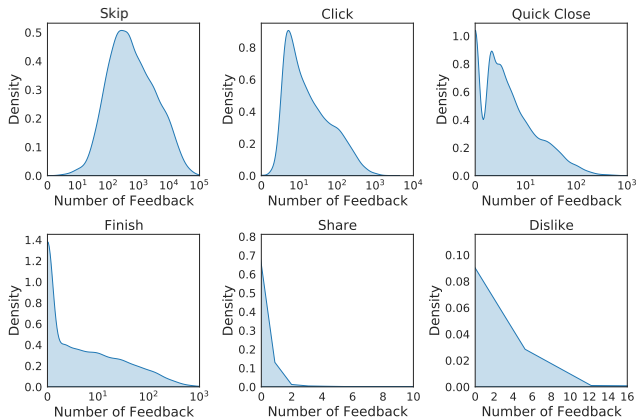 Skip
Density
0.5
0.4
0.3
0.2
0.1
0.0
0 10¹ 10² 10³ 10⁴ 10⁵
Number of Feedback
Click
Density
0.8
0.6
0.4
0.2
0.0
0 10¹ 10² 10³ 10⁴
Number of Feedback
Quick Close
Density
1.0
0.8
0.6
0.4
0.2
0.0
0 10¹ 10² 10³
Number of Feedback
Finish
Density
1.4
1.2
1.0
0.8
0.6
0.4
0.2
0.0
0 10¹ 10² 10³
Number of Feedback
Share
Density
0.8
0.7
0.6
0.5
0.4
0.3
0.2
0.1
0.0
0 2 4 6 8 10
Number of Feedback
Dislike
Density
0.10
0.08
0.06
0.04
0.02
0.00
0 2 4 6 8 10 12 14 16
Number of Feedback